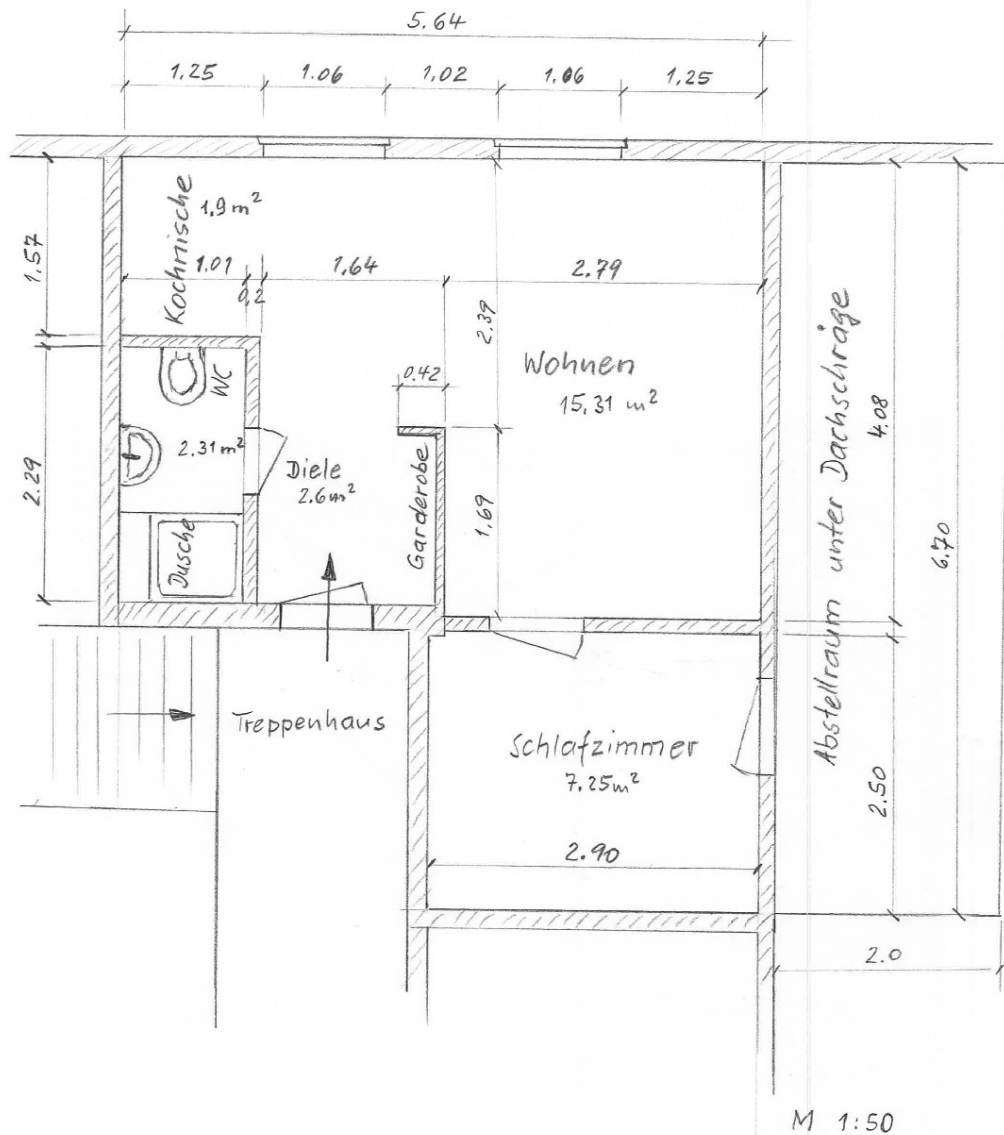 5.64
1.25
1.06
1.02
1.06
1.25
Kochnische
1,9 m²
1.57
1.01
0,2
1.64
2.79
2.39
0.42
Wohnen
15,31 m²
WC
2.31 m²
2.29
Diele
2.6 m²
Garderobe
1.69
Dusche
4.08
6.70
Abstellraum unter Dachschräge
Treppenhaus
Schlafzimmer
7.25 m²
2.50
2.90
2.0
M 1:50